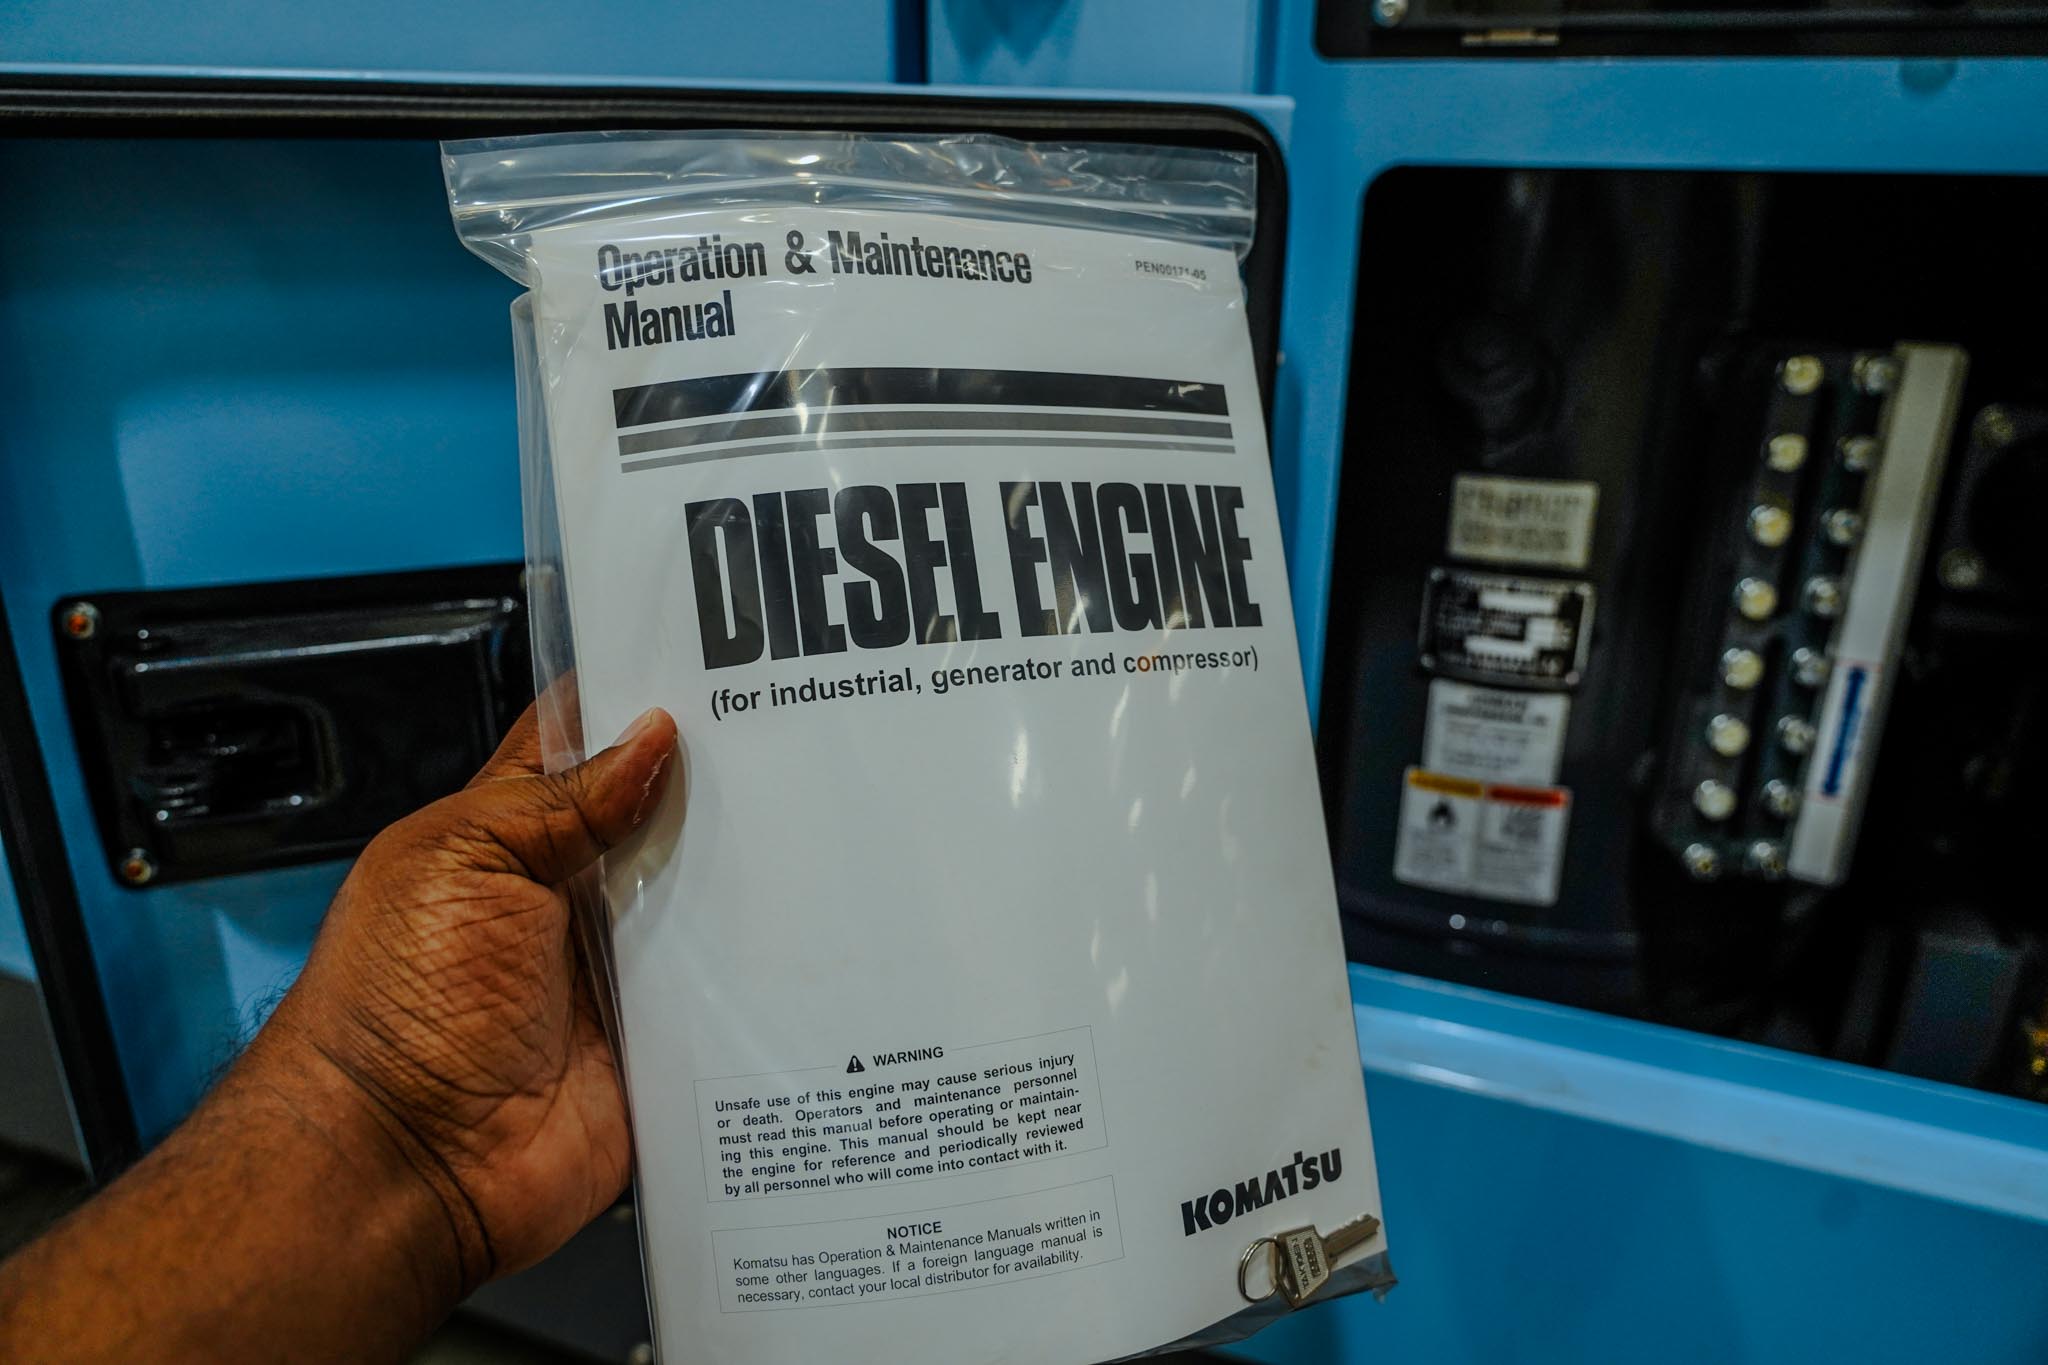 Operation & Maintenance
Manual
PEN00171-05
DIESEL ENGINE
(for industrial, generator and compressor)
WARNING
Unsafe use of this engine may cause serious injury
or death. Operators and maintenance personnel
must read this manual before operating or maintain-
ing this engine. This manual should be kept near
the engine for reference and periodically reviewed
by all personnel who will come into contact with it.
NOTICE
Komatsu has Operation & Maintenance Manuals written in
some other languages. If a foreign language manual is
necessary, contact your local distributor for availability.
KOMATSU
TAKIGEN